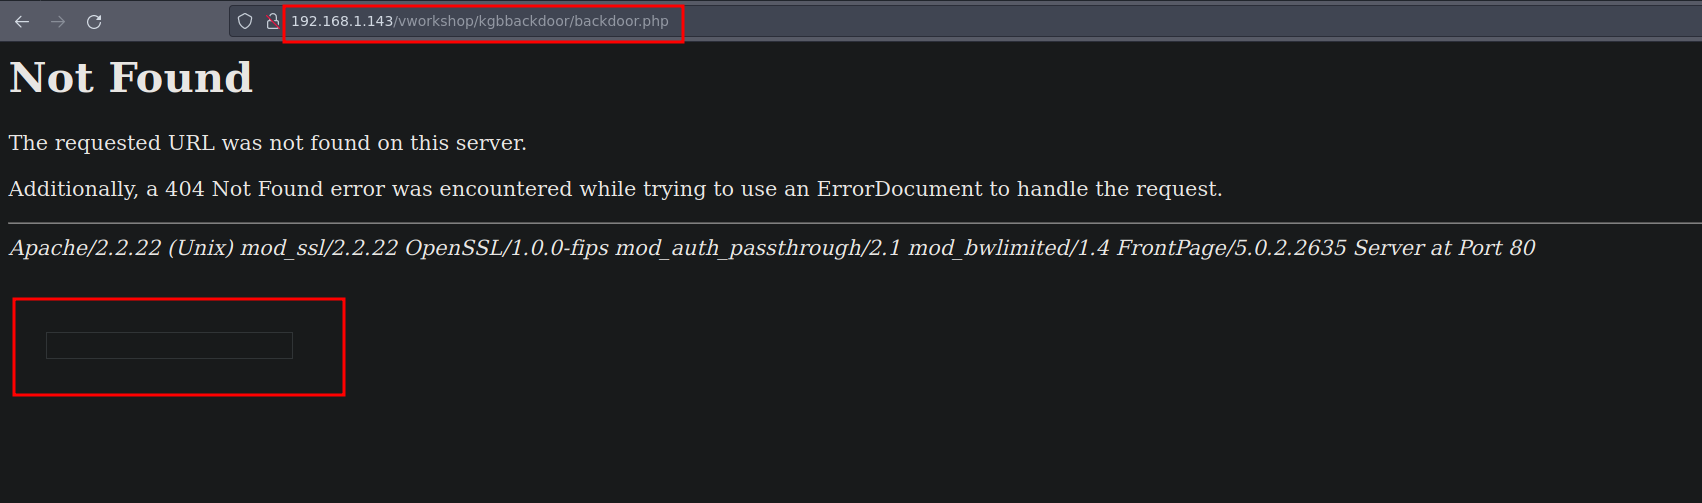 192.168.1.143/vworkshop/kgbbackdoor/backdoor.php
Not Found
The requested URL was not found on this server.
Additionally, a 404 Not Found error was encountered while trying to use an ErrorDocument to handle the request.
Apache/2.2.22 (Unix) mod_ssl/2.2.22 OpenSSL/1.0.0-fips mod_auth_passthrough/2.1 mod_bwlimited/1.4 FrontPage/5.0.2.2635 Server at Port 80